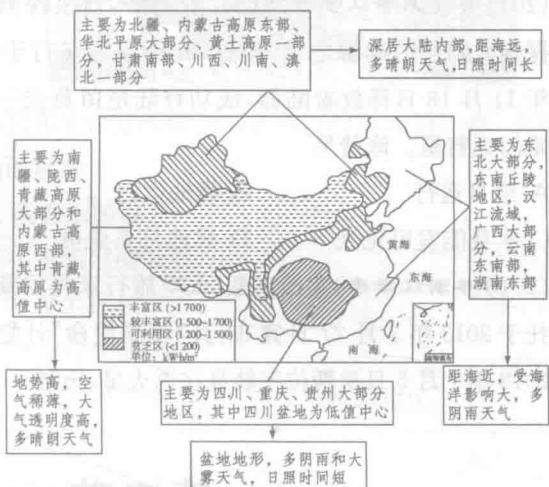 主要为北疆、内蒙古高原东部、
华北平原大部分、黄土高原一部
分，甘肃南部、川西、川南、滇
北一部分
深居大陆内部，距海远，
多晴朗天气，日照时间长
主要为南
疆、陇西、
青藏高原
大部分和
内蒙古高
原西部，
其中青藏
高原为高
值中心
地势高，空
气稀薄，大
气透明度高，
多晴朗天气
黄海
东海
南海
丰富区(>1 700)
较丰富区(1 500~1 700)
可利用区(1 200~1 500)
贫乏区(<1 200)
单位：kWh/m²
南海诸岛
主要为东
北大部分，
东南丘陵
地区，汉
江流域，
广西大部
分，云南
东南部，
湖南东部
距海近，受海
洋影响大，多
阴雨天气
主要为四川、重庆、贵州大部分
地区，其中四川盆地为低值中心
盆地地形，多阴雨和大
雾天气，日照时间短